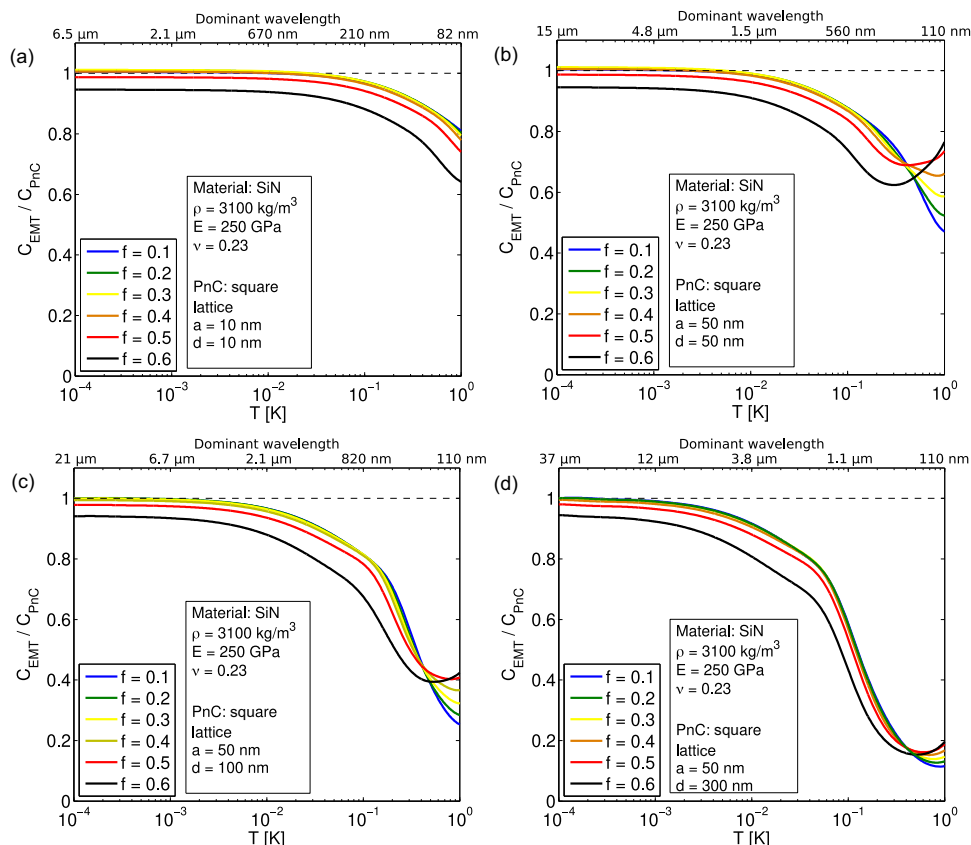 Dominant wavelength
6.5 μm 2.1 μm 670 nm 210 nm 82 nm
(a)
1
0.8
0.6
0.4
0.2
0
C_EMT / C_PnC
Material: SiN
ρ = 3100 kg/m³
E = 250 GPa
ν = 0.23
PnC: square
lattice
a = 10 nm
d = 10 nm
f = 0.1
f = 0.2
f = 0.3
f = 0.4
f = 0.5
f = 0.6
10⁻⁴ 10⁻³ 10⁻² 10⁻¹ 10⁰
T [K]
Dominant wavelength
15 μm 4.8 μm 1.5 μm 560 nm 110 nm
(b)
1
0.8
0.6
0.4
0.2
0
C_EMT / C_PnC
Material: SiN
ρ = 3100 kg/m³
E = 250 GPa
ν = 0.23
PnC: square
lattice
a = 50 nm
d = 50 nm
f = 0.1
f = 0.2
f = 0.3
f = 0.4
f = 0.5
f = 0.6
10⁻⁴ 10⁻³ 10⁻² 10⁻¹ 10⁰
T [K]
Dominant wavelength
21 μm 6.7 μm 2.1 μm 820 nm 110 nm
(c)
1
0.8
0.6
0.4
0.2
0
C_EMT / C_PnC
Material: SiN
ρ = 3100 kg/m³
E = 250 GPa
ν = 0.23
PnC: square
lattice
a = 50 nm
d = 100 nm
f = 0.1
f = 0.2
f = 0.3
f = 0.4
f = 0.5
f = 0.6
10⁻⁴ 10⁻³ 10⁻² 10⁻¹ 10⁰
T [K]
Dominant wavelength
37 μm 12 μm 3.8 μm 1.1 μm 110 nm
(d)
1
0.8
0.6
0.4
0.2
0
C_EMT / C_PnC
Material: SiN
ρ = 3100 kg/m³
E = 250 GPa
ν = 0.23
PnC: square
lattice
a = 50 nm
d = 300 nm
f = 0.1
f = 0.2
f = 0.3
f = 0.4
f = 0.5
f = 0.6
10⁻⁴ 10⁻³ 10⁻² 10⁻¹ 10⁰
T [K]